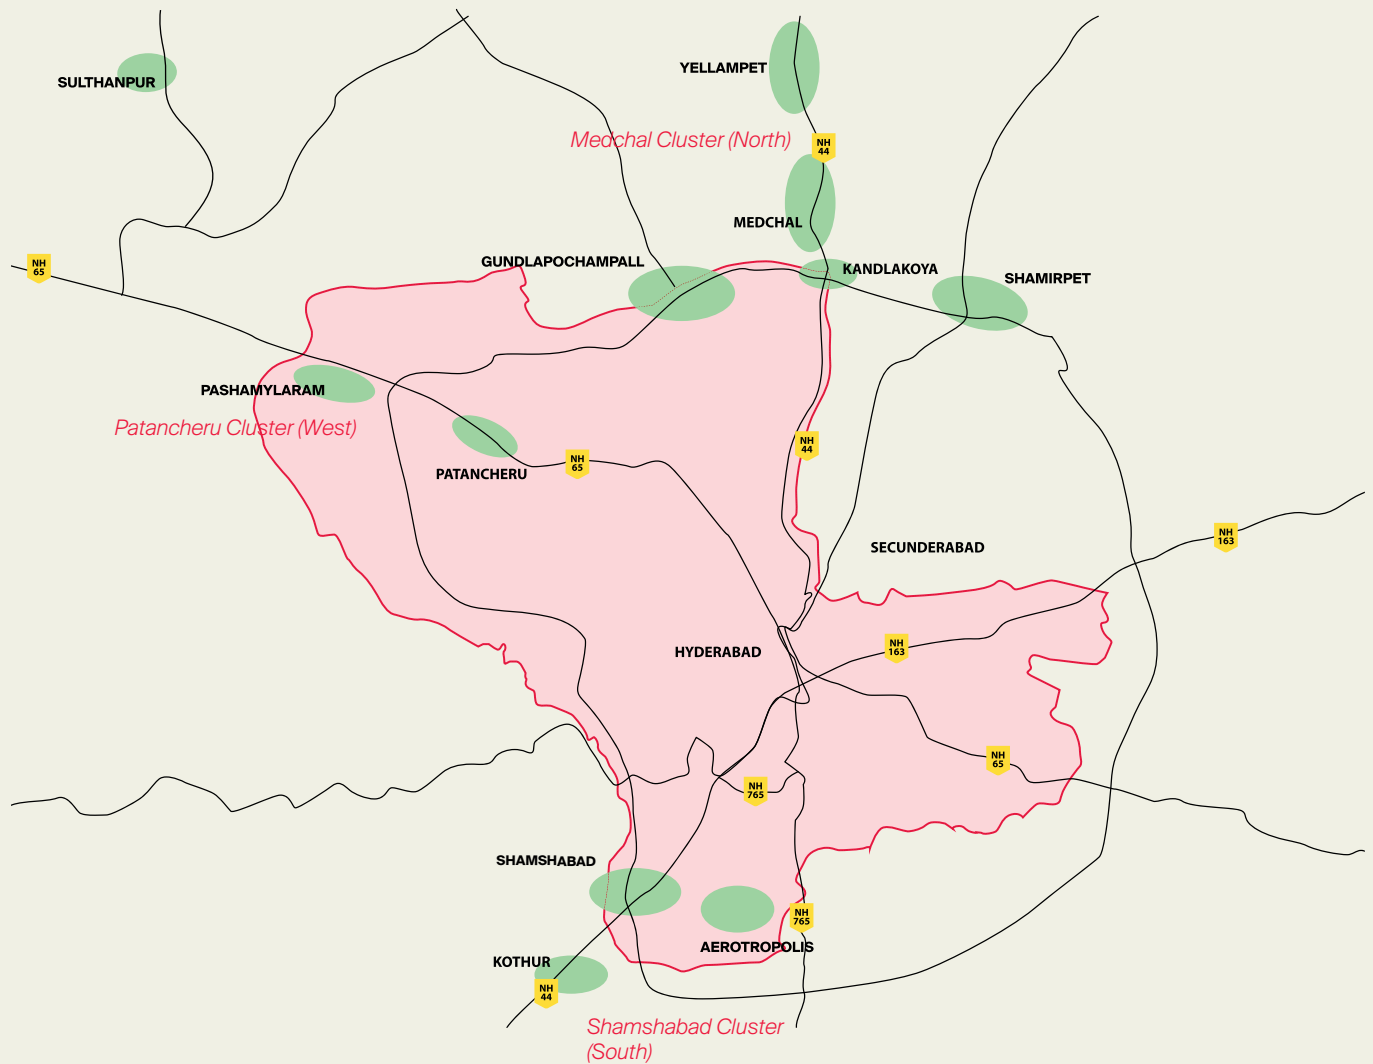 SULTHANPUR
YELLAMPET
Medchal Cluster (North)
NH
44
MEDCHAL
GUNDLAPOCHAMPALL
KANDLAKOYA
SHAMIRPET
NH
65
PASHAMYLARAM
Patancheru Cluster (West)
PATANCHERU
NH
65
NH
44
SECUNDERABAD
NH
163
HYDERABAD
NH
163
NH
65
NH
765
SHAMSHABAD
NH
765
AEROTROPOLIS
KOTHUR
NH
44
Shamshabad Cluster
(South)